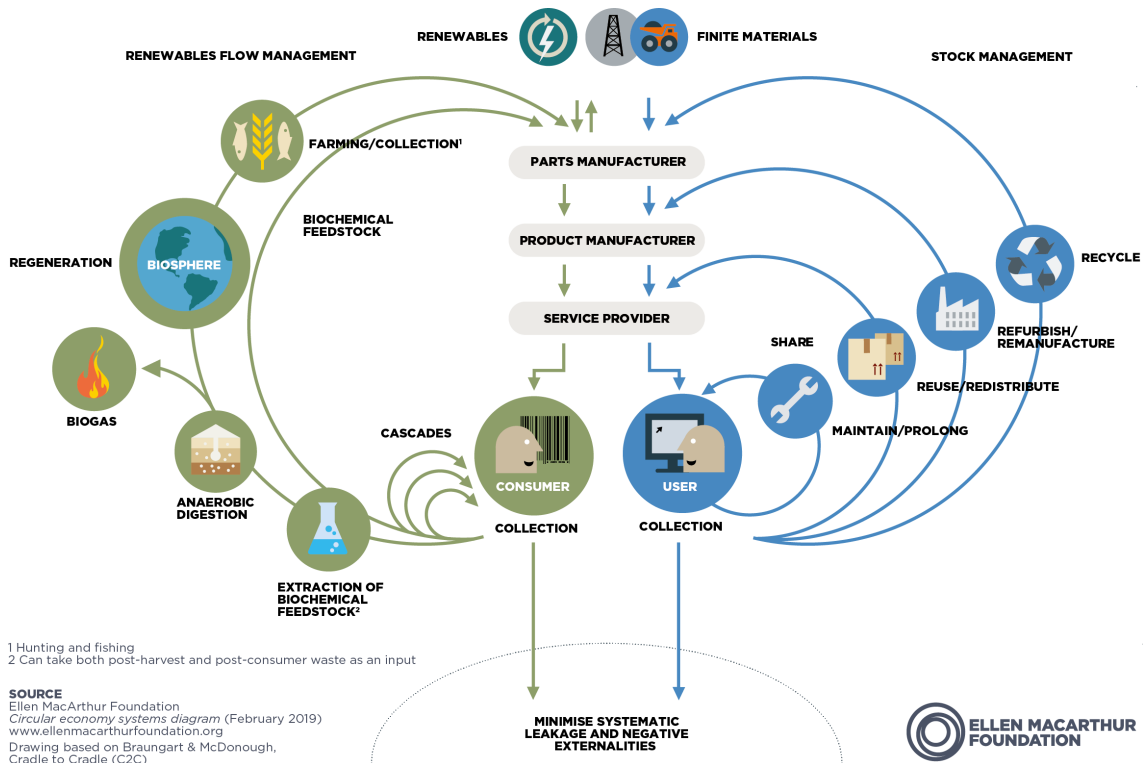 RENEWABLES
FINITE MATERIALS
RENEWABLES FLOW MANAGEMENT
STOCK MANAGEMENT
FARMING/COLLECTION¹
PARTS MANUFACTURER
BIOCHEMICAL
FEEDSTOCK
PRODUCT MANUFACTURER
REGENERATION
BIOSPHERE
RECYCLE
SERVICE PROVIDER
SHARE
REFURBISH/
REMANUFACTURE
REUSE/REDISTRIBUTE
BIOGAS
CASCADES
MAINTAIN/PROLONG
CONSUMER
USER
ANAEROBIC
DIGESTION
COLLECTION
COLLECTION
EXTRACTION OF
BIOCHEMICAL
FEEDSTOCK²
1 Hunting and fishing
2 Can take both post-harvest and post-consumer waste as an input
SOURCE
Ellen MacArthur Foundation
Circular economy systems diagram (February 2019)
www.ellenmacarthurfoundation.org
Drawing based on Braungart & McDonough,
Cradle to Cradle (C2C)
MINIMISE SYSTEMATIC
LEAKAGE AND NEGATIVE
EXTERNALITIES
ELLEN MACARTHUR
FOUNDATION